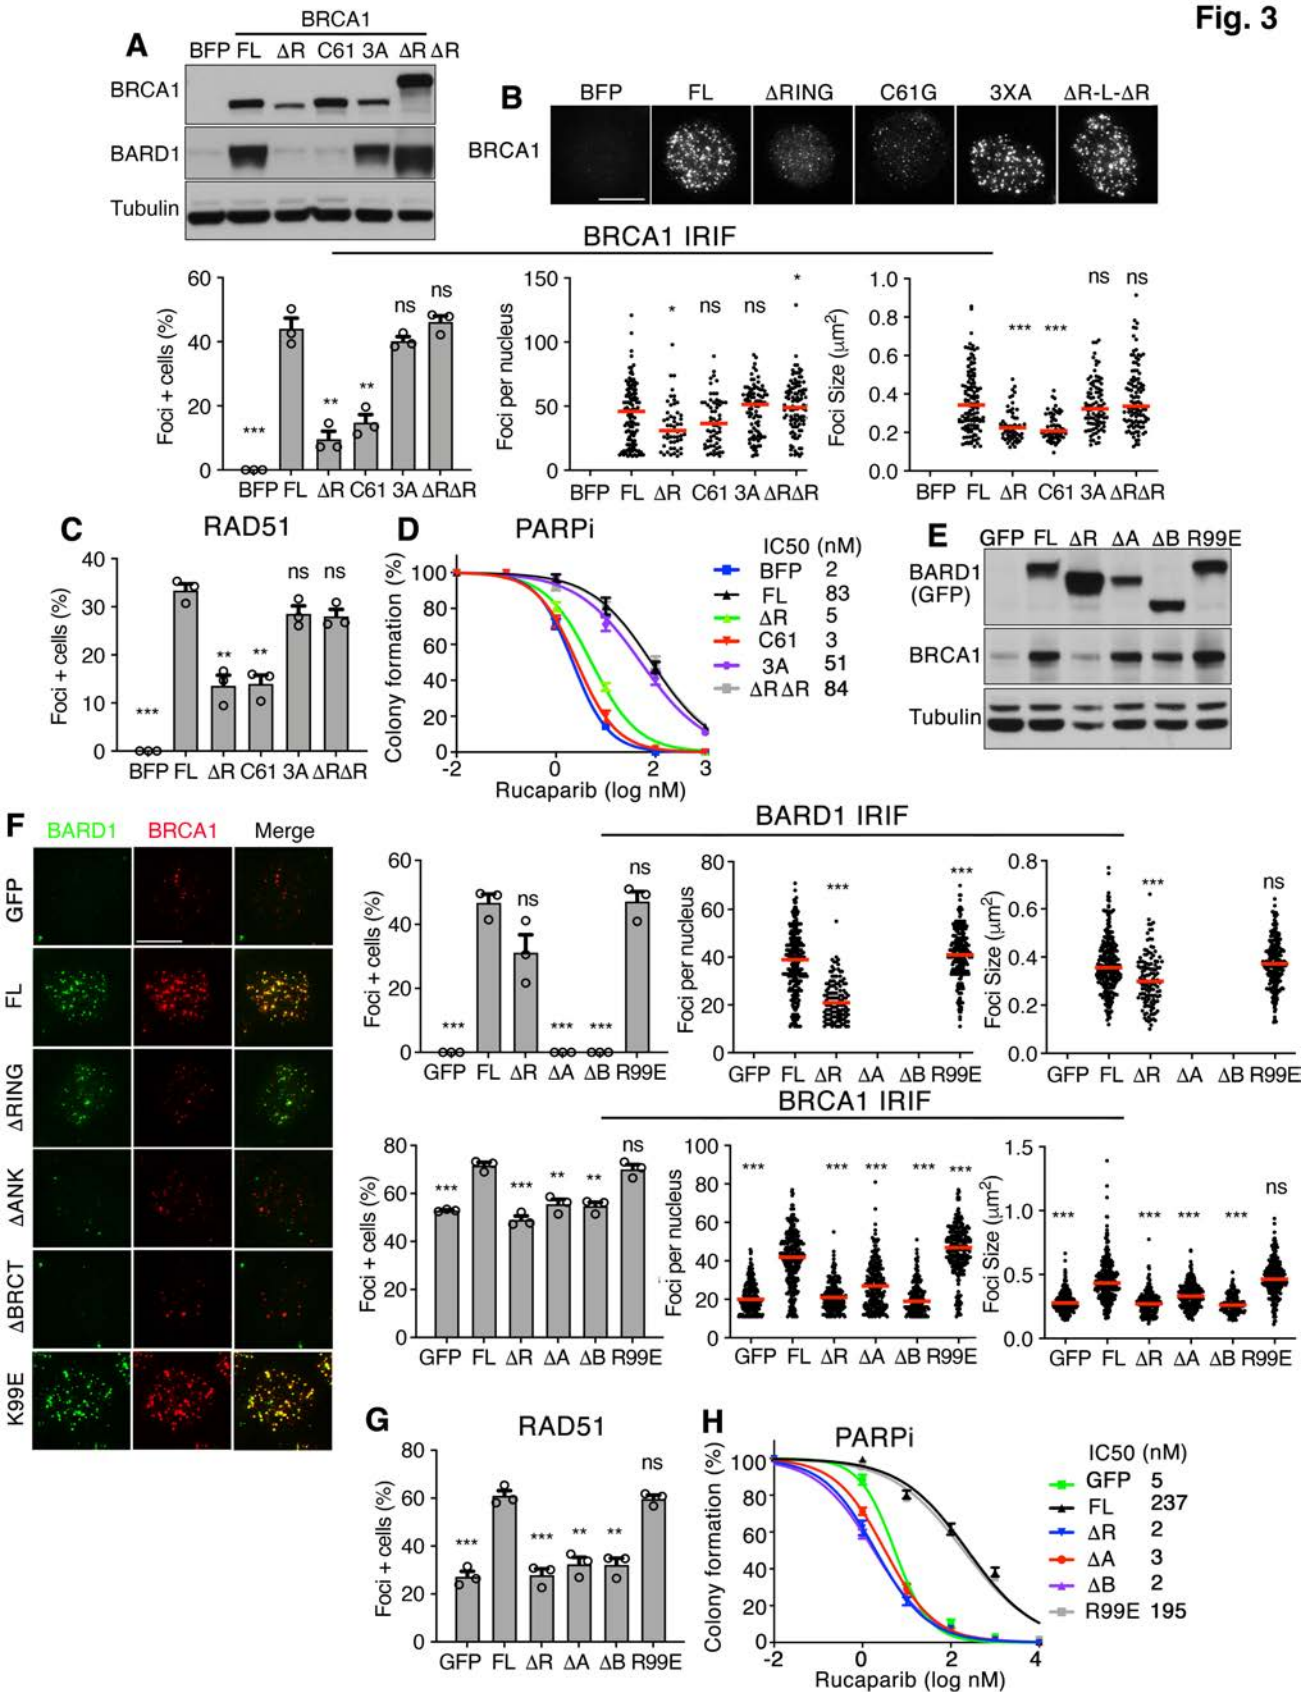 Fig. 3
A
BRCA1
BFP FL ΔR C61 3A ΔR ΔR
BRCA1
BARD1
Tubulin
B
BFP FL ΔRING C61G 3XA ΔR-L-ΔR
BRCA1
BRCA1 IRIF
Foci + cells (%)
60
40
20
0
*** ** ** ns ns
BFP FL ΔR C61 3A ΔRΔR
Foci per nucleus
150
100
50
0
* ns ns *
BFP FL ΔR C61 3A ΔRΔR
Foci Size (μm2)
1.0
0.8
0.6
0.4
0.2
0.0
*** *** ns ns
BFP FL ΔR C61 3A ΔRΔR
C
RAD51
Foci + cells (%)
40
30
20
10
0
*** ** ** ns ns
BFP FL ΔR C61 3A ΔRΔR
D
PARPi
Colony formation (%)
100
80
60
40
20
0
-2 0 2 3
Rucaparib (log nM)
IC50 (nM)
BFP 2
FL 83
ΔR 5
C61 3
3A 51
ΔRΔR 84
E
GFP FL ΔR ΔA ΔB R99E
BARD1
(GFP)
BRCA1
Tubulin
F
BARD1 BRCA1 Merge
GFP
FL
ΔRING
ΔANK
ΔBRCT
K99E
BARD1 IRIF
Foci + cells (%)
60
40
20
0
*** ns *** *** ns
GFP FL ΔR ΔA ΔB R99E
Foci per nucleus
80
60
40
20
0
*** ***
GFP FL ΔR ΔA ΔB R99E
Foci Size (μm2)
0.8
0.6
0.4
0.2
0.0
*** ns
GFP FL ΔR ΔA ΔB R99E
BRCA1 IRIF
Foci + cells (%)
80
60
40
20
0
*** *** ** ** ns
GFP FL ΔR ΔA ΔB R99E
Foci per nucleus
100
80
60
40
20
0
*** *** *** *** ***
GFP FL ΔR ΔA ΔB R99E
Foci Size (μm2)
1.5
1.0
0.5
0.0
*** *** *** *** ns
GFP FL ΔR ΔA ΔB R99E
G
RAD51
Foci + cells (%)
80
60
40
20
0
*** *** ** ** ns
GFP FL ΔR ΔA ΔB R99E
H
PARPi
Colony formation (%)
100
80
60
40
20
0
-2 0 2 4
Rucaparib (log nM)
IC50 (nM)
GFP 5
FL 237
ΔR 2
ΔA 3
ΔB 2
R99E 195